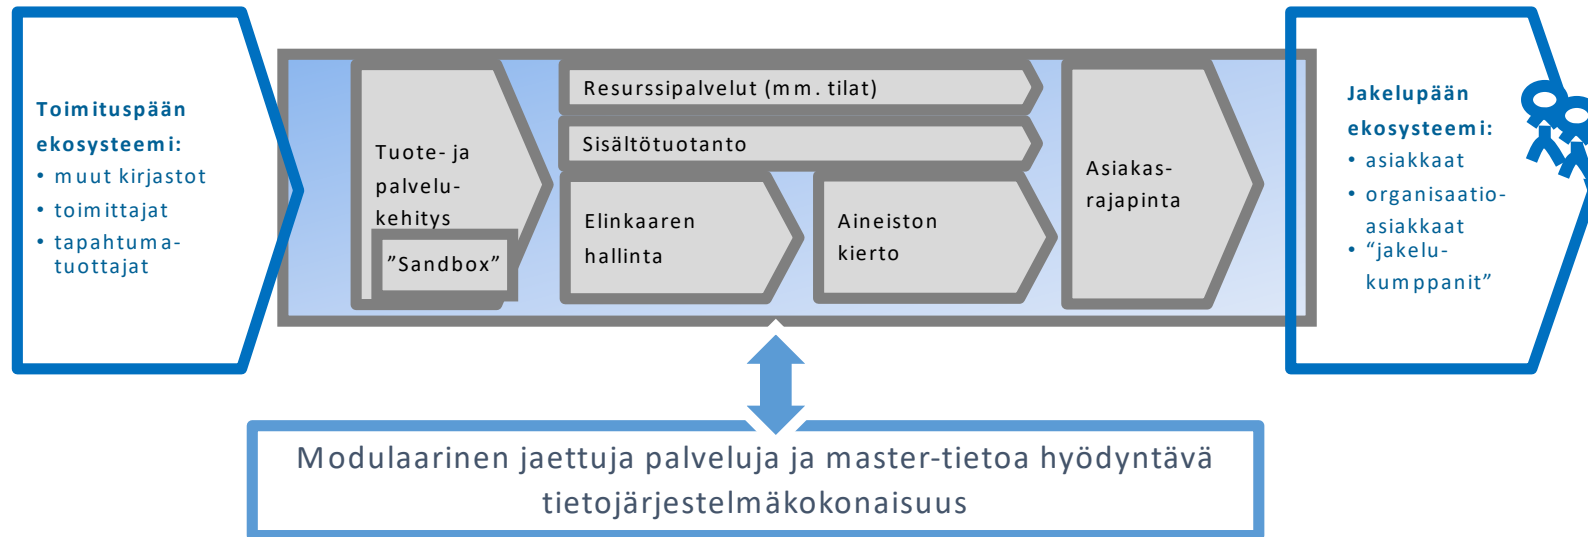 Toimituspään
ekosysteemi:
• muut kirjastot
• toimittajat
• tapahtuma-
tuottajat
Tuote- ja
palvelu-
kehitys
”Sandbox”
Resurssipalvelut (mm. tilat)
Sisältötuotanto
Elinkaaren
hallinta
Aineiston
kierto
Asiakas-
rajapinta
Jakelupään
ekosysteemi:
• asiakkaat
• organisaatio-
asiakkaat
• “jakelu-
kumppanit”
Modulaarinen jaettuja palveluja ja master-tietoa hyödyntävä
tietojärjestelmäkokonaisuus